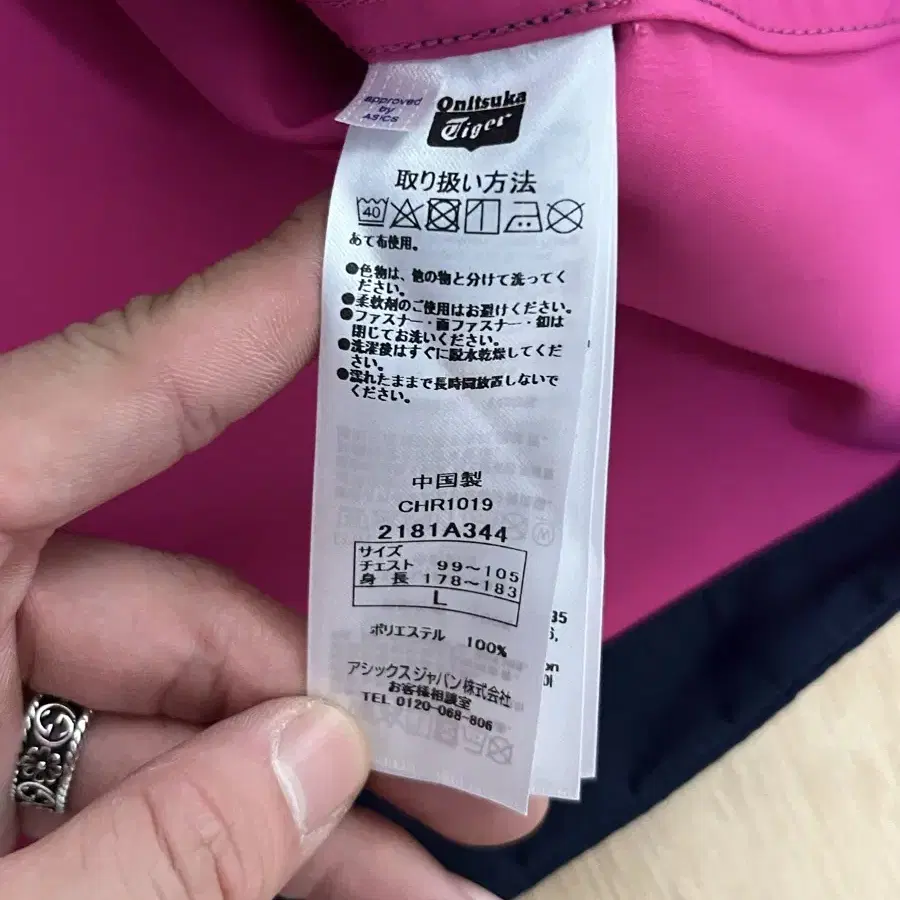 approved
by
ASICS
Onitsuka
Tiger
取り扱い方法
40
あて布使用。
●色物は、他の物と分けて洗ってく
ださい。
●柔軟剤のご使用はお避けください。
●ファスナー・面ファスナー・釦は
閉じてお洗いください。
●洗濯後はすぐに脱水乾燥してくだ
さい。
●濡れたままで長時間放置しないで
ください。
中国製
CHR1019
2181A344
サイズ
チェスト 99～105
身長 178～183
L
ポリエステル 100%
アシックスジャパン株式会社
お客様相談室
TEL 0120-068-806